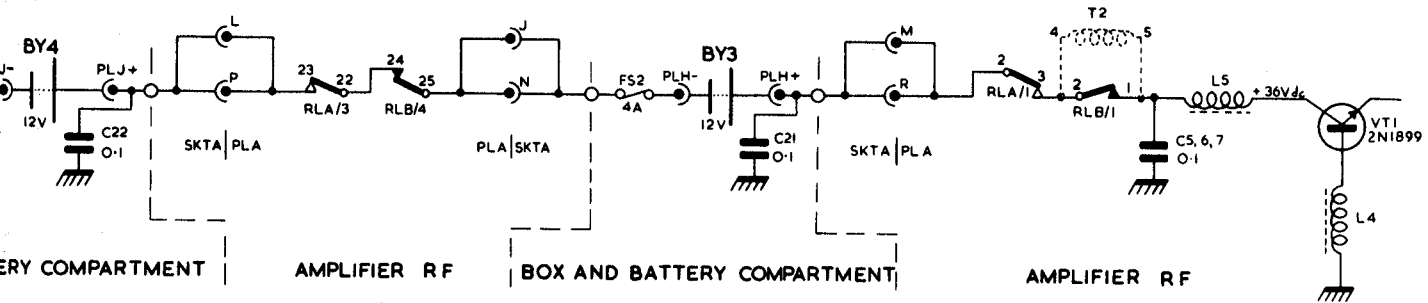 J-
BY4
12V
PLJ+
C22
0.1
L
P
SKTA PLA
23
22
RLA/3
24
25
RLB/4
J
N
PLA SKTA
FS2
4A
PLH-
BY3
12V
PLH+
C21
0.1
M
R
SKTA PLA
2
3
RLA/1
T2
4
5
2
1
RLB/1
C5, 6, 7
0.1
L5
+36Vdc
VT1
2N1899
L4
ERY COMPARTMENT
AMPLIFIER RF
BOX AND BATTERY COMPARTMENT
AMPLIFIER RF